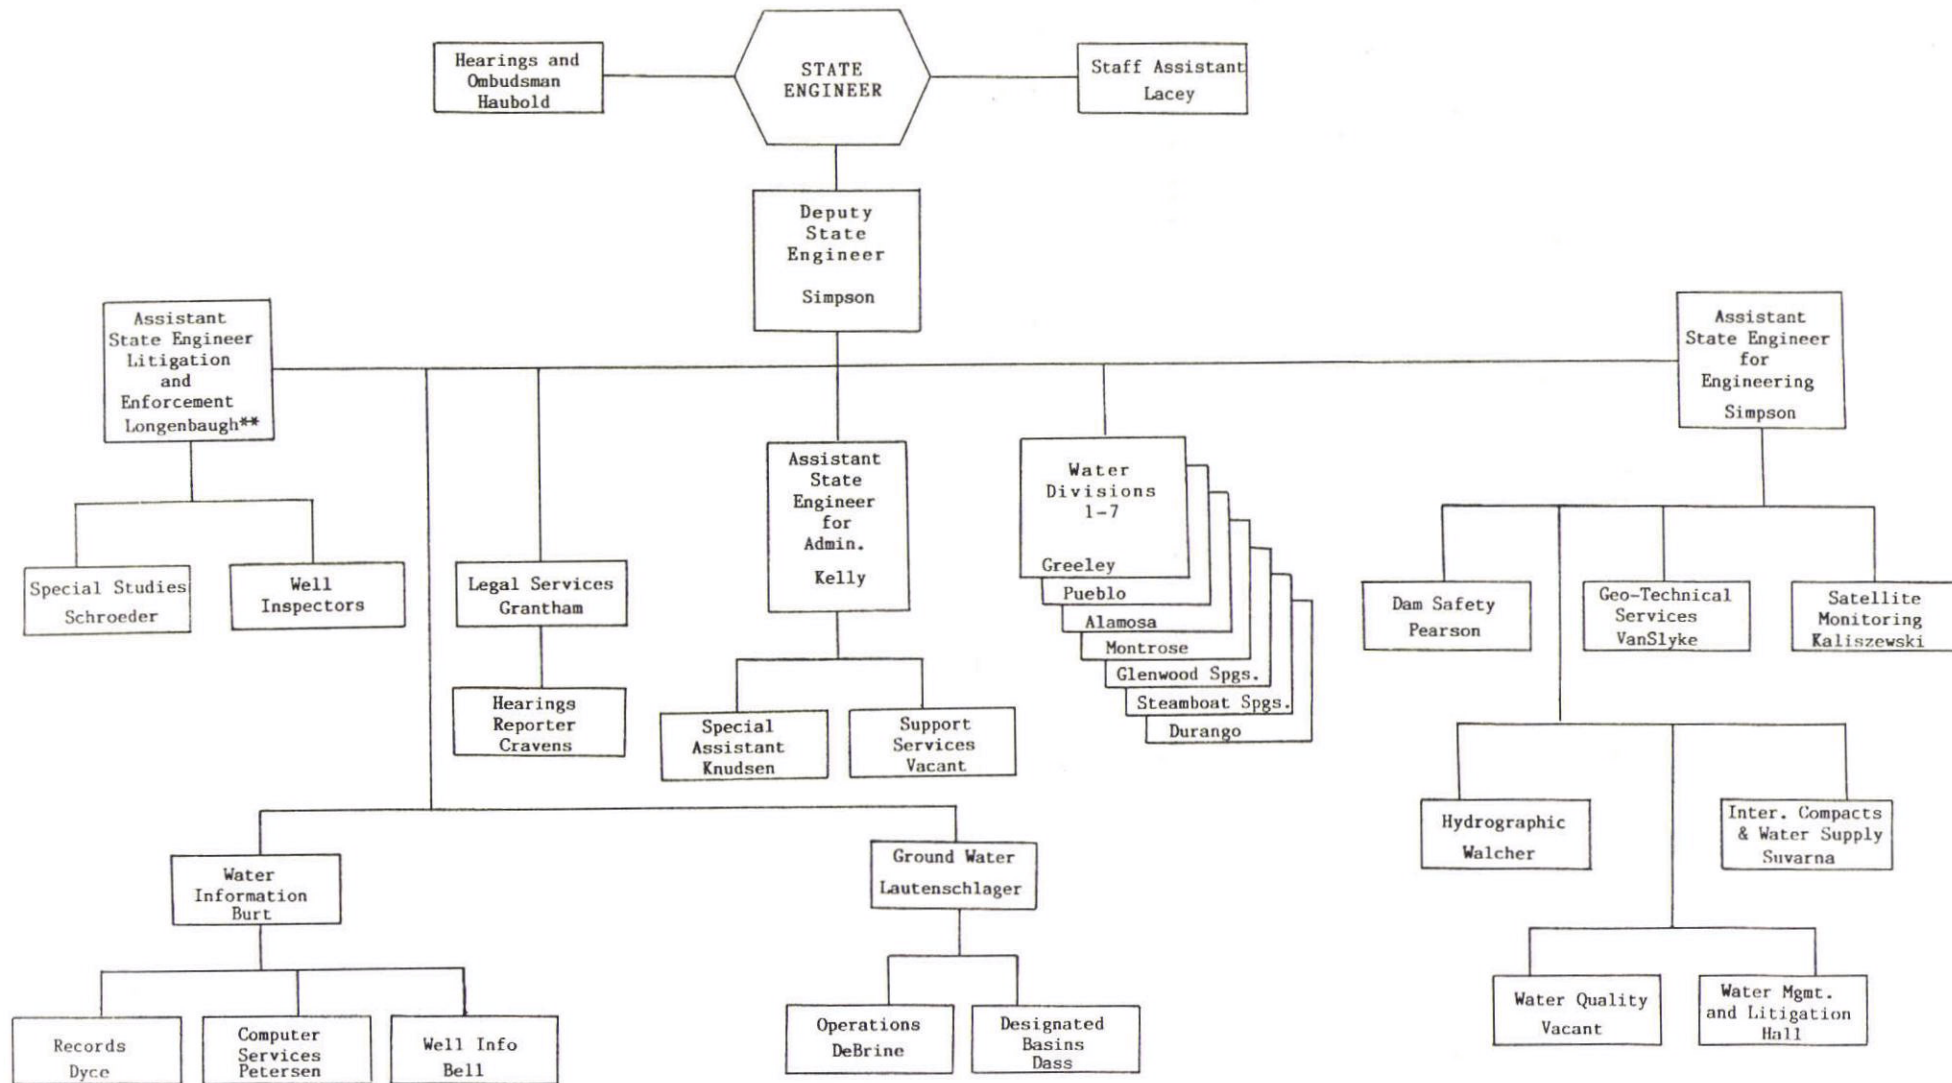 Hearings and
Ombudsman
Haubold
STATE
ENGINEER
Staff Assistant
Lacey
Deputy
State
Engineer
Simpson
Assistant
State Engineer
Litigation
and
Enforcement
Longenbaugh**
Assistant
State Engineer
for
Engineering
Simpson
Special Studies
Schroeder
Well
Inspectors
Legal Services
Grantham
Hearings
Reporter
Cravens
Assistant
State
Engineer
for
Admin.
Kelly
Special
Assistant
Knudsen
Support
Services
Vacant
Water
Divisions
1-7
Greeley
Pueblo
Alamosa
Montrose
Glenwood Spgs.
Steamboat Spgs.
Durango
Dam Safety
Pearson
Geo-Technical
Services
VanSlyke
Satellite
Monitoring
Kaliszewski
Hydrographic
Walcher
Inter. Compacts
& Water Supply
Suvarna
Water Quality
Vacant
Water Mgmt.
and Litigation
Hall
Water
Information
Burt
Ground Water
Lautenschlager
Records
Dyce
Computer
Services
Petersen
Well Info
Bell
Operations
DeBrine
Designated
Basins
Dass